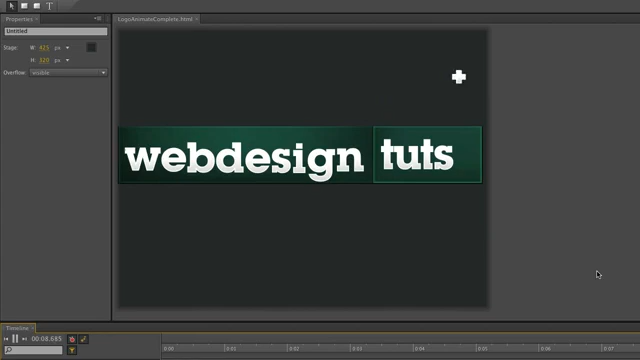 T
Properties
LogoAnimateComplete.html
Untitled
Stage W: 425 px
H: 320 px
Overflow: visible
webdesign tuts
Timeline
00:08.685
0:00 0:01 0:02 0:03 0:04 0:05 0:06 0:07